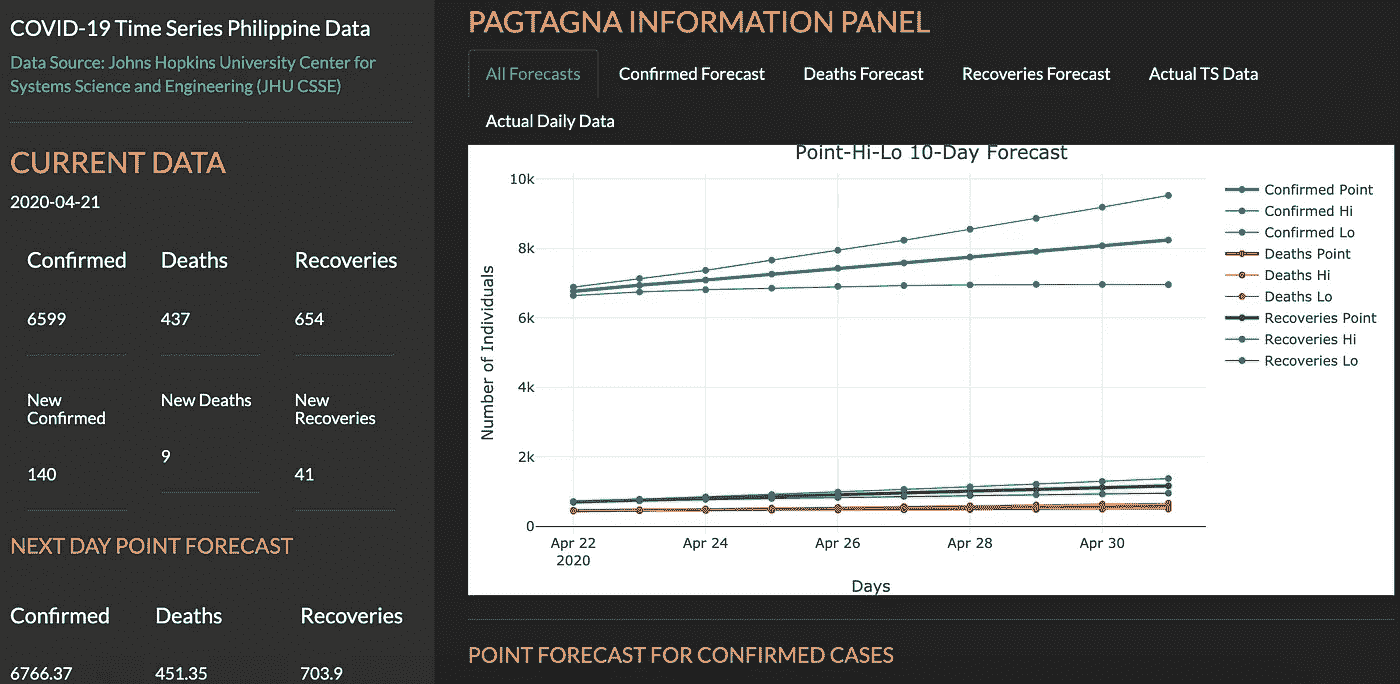 COVID-19 Time Series Philippine Data
Data Source: Johns Hopkins University Center for
Systems Science and Engineering (JHU CSSE)
CURRENT DATA
2020-04-21
Confirmed Deaths Recoveries
6599 437 654
New Confirmed New Deaths New Recoveries
140 9 41
NEXT DAY POINT FORECAST
Confirmed Deaths Recoveries
6766.37 451.35 703.9
PAGTAGNA INFORMATION PANEL
All Forecasts Confirmed Forecast Deaths Forecast Recoveries Forecast Actual TS Data
Actual Daily Data
Point-Hi-Lo 10-Day Forecast
Number of Individuals
10k
8k
6k
4k
2k
0
Apr 22 Apr 24 Apr 26 Apr 28 Apr 30
2020
Days
Confirmed Point
Confirmed Hi
Confirmed Lo
Deaths Point
Deaths Hi
Deaths Lo
Recoveries Point
Recoveries Hi
Recoveries Lo
POINT FORECAST FOR CONFIRMED CASES